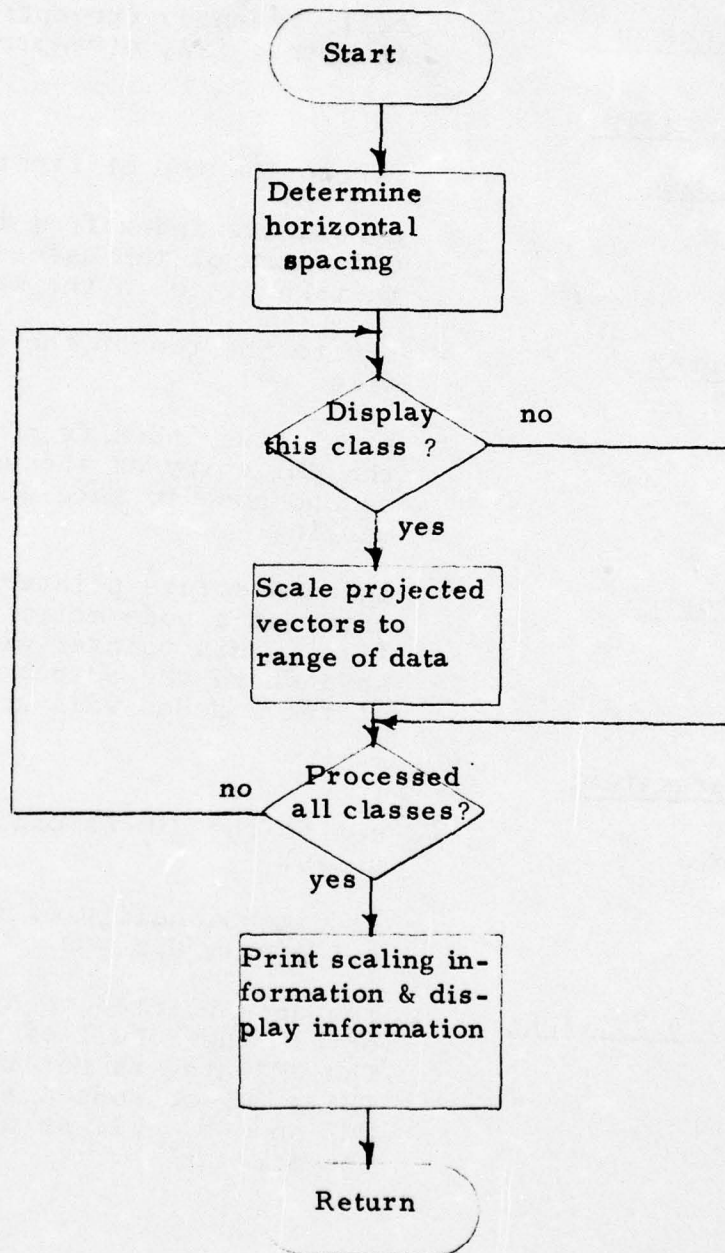 Start
Determine
horizontal
spacing
Display
this class ?
no
yes
Scale projected
vectors to
range of data
Processed
all classes?
no
yes
Print scaling in-
formation & dis-
play information
Return